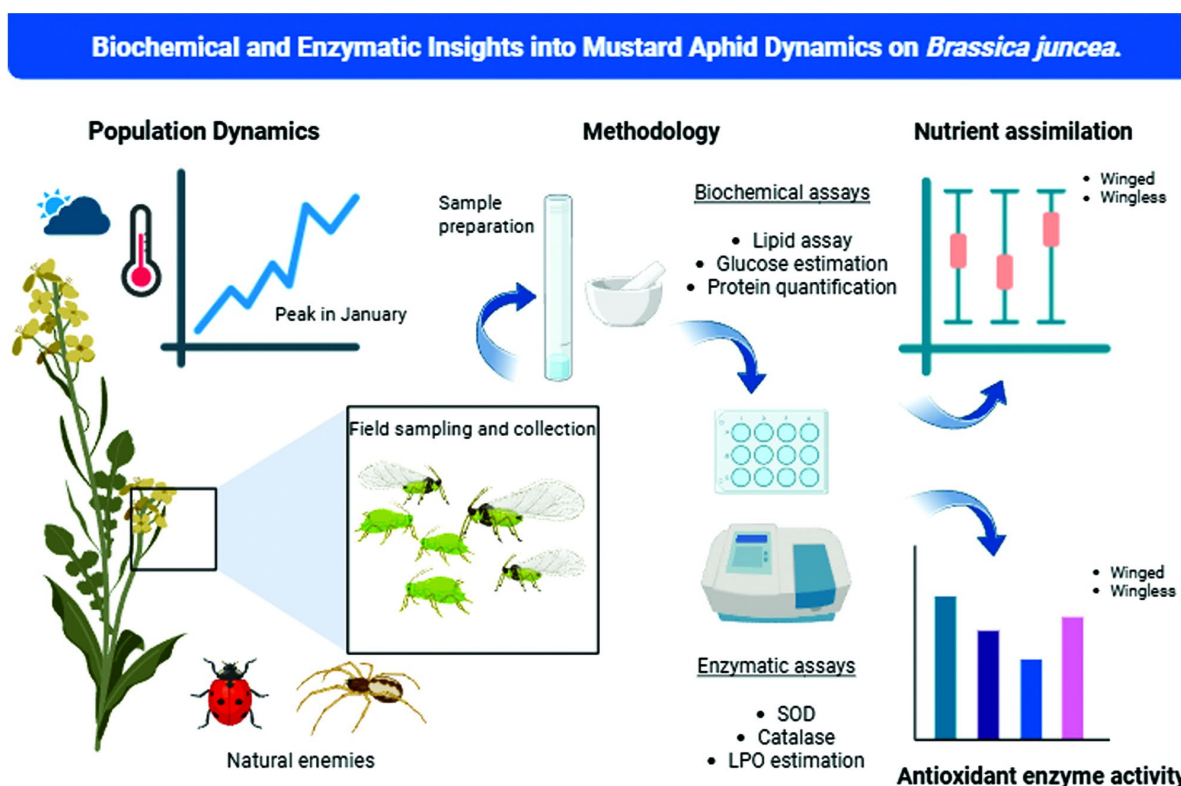 Biochemical and Enzymatic Insights into Mustard Aphid Dynamics on Brassica juncea.
Population Dynamics
Peak in January
Field sampling and collection
Natural enemies
Methodology
Sample
preparation
Biochemical assays
• Lipid assay
• Glucose estimation
• Protein quantification
Enzymatic assays
• SOD
• Catalase
• LPO estimation
Nutrient assimilation
• Winged
• Wingless
• Winged
• Wingless
Antioxidant enzyme activity